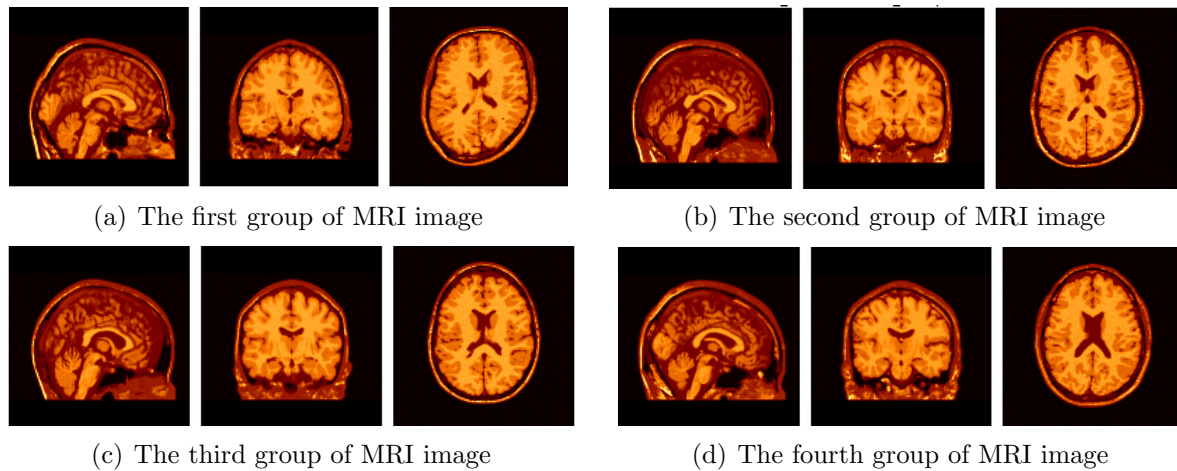 (a) The first group of MRI image
(b) The second group of MRI image
(c) The third group of MRI image
(d) The fourth group of MRI image